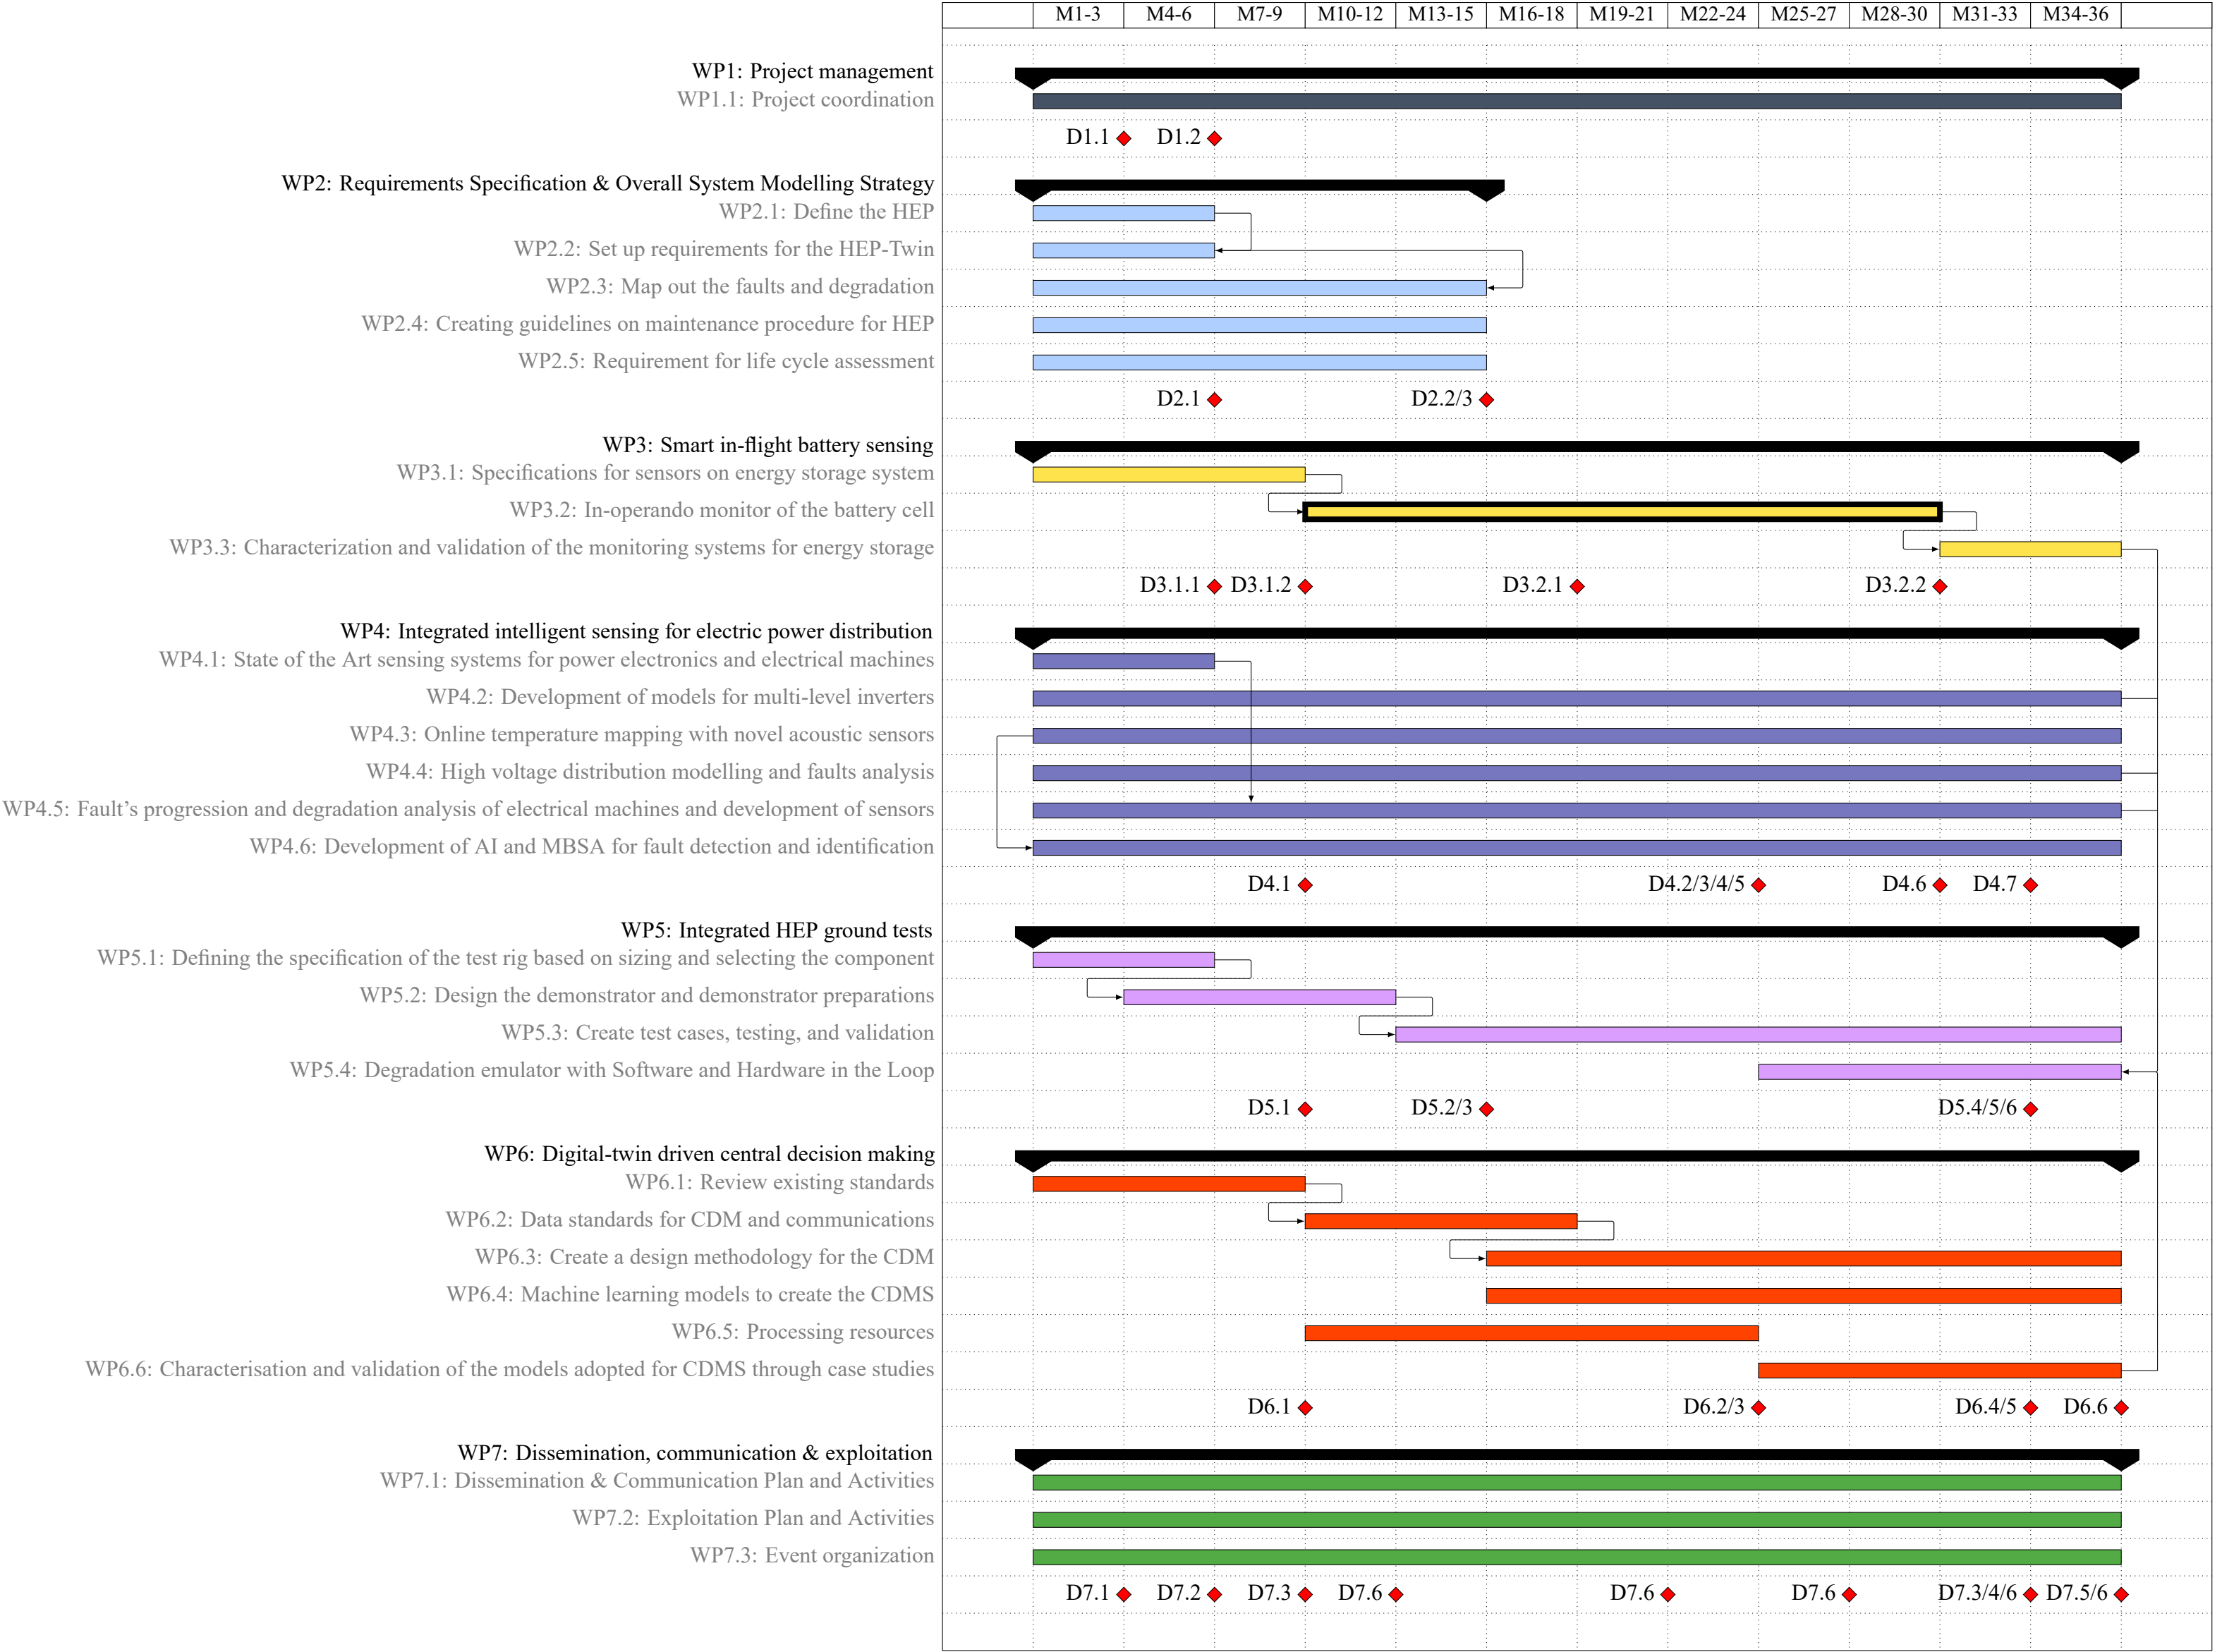 M1-3 M4-6 M7-9 M10-12 M13-15 M16-18 M19-21 M22-24 M25-27 M28-30 M31-33 M34-36
WP1: Project management
WP1.1: Project coordination
D1.1 D1.2
WP2: Requirements Specification & Overall System Modelling Strategy
WP2.1: Define the HEP
WP2.2: Set up requirements for the HEP-Twin
WP2.3: Map out the faults and degradation
WP2.4: Creating guidelines on maintenance procedure for HEP
WP2.5: Requirement for life cycle assessment
D2.1 D2.2/3
WP3: Smart in-flight battery sensing
WP3.1: Specifications for sensors on energy storage system
WP3.2: In-operando monitor of the battery cell
WP3.3: Characterization and validation of the monitoring systems for energy storage
D3.1.1 D3.1.2 D3.2.1 D3.2.2
WP4: Integrated intelligent sensing for electric power distribution
WP4.1: State of the Art sensing systems for power electronics and electrical machines
WP4.2: Development of models for multi-level inverters
WP4.3: Online temperature mapping with novel acoustic sensors
WP4.4: High voltage distribution modelling and faults analysis
WP4.5: Fault’s progression and degradation analysis of electrical machines and development of sensors
WP4.6: Development of AI and MBSA for fault detection and identification
D4.1 D4.2/3/4/5 D4.6 D4.7
WP5: Integrated HEP ground tests
WP5.1: Defining the specification of the test rig based on sizing and selecting the component
WP5.2: Design the demonstrator and demonstrator preparations
WP5.3: Create test cases, testing, and validation
WP5.4: Degradation emulator with Software and Hardware in the Loop
D5.1 D5.2/3 D5.4/5/6
WP6: Digital-twin driven central decision making
WP6.1: Review existing standards
WP6.2: Data standards for CDM and communications
WP6.3: Create a design methodology for the CDM
WP6.4: Machine learning models to create the CDMS
WP6.5: Processing resources
WP6.6: Characterisation and validation of the models adopted for CDMS through case studies
D6.1 D6.2/3 D6.4/5 D6.6
WP7: Dissemination, communication & exploitation
WP7.1: Dissemination & Communication Plan and Activities
WP7.2: Exploitation Plan and Activities
WP7.3: Event organization
D7.1 D7.2 D7.3 D7.6 D7.6 D7.6 D7.3/4/6 D7.5/6